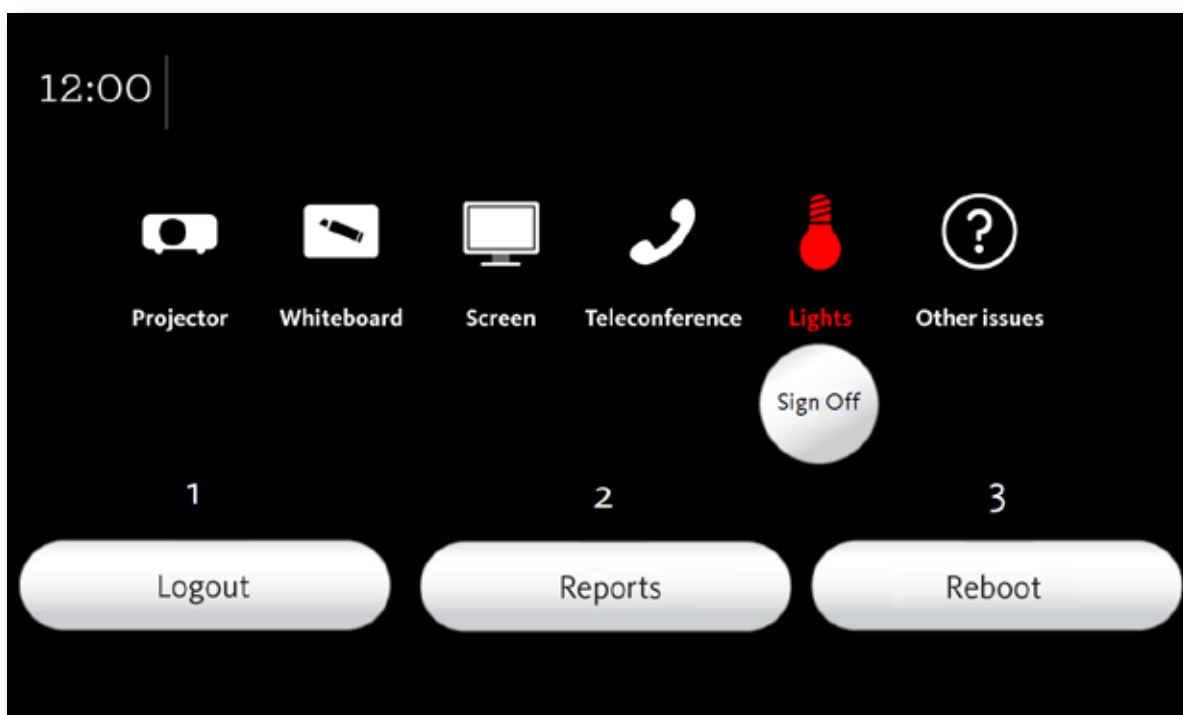 12:00
?
Projector Whiteboard Screen Teleconference Lights Other issues
Sign Off
1 2 3
Logout Reports Reboot